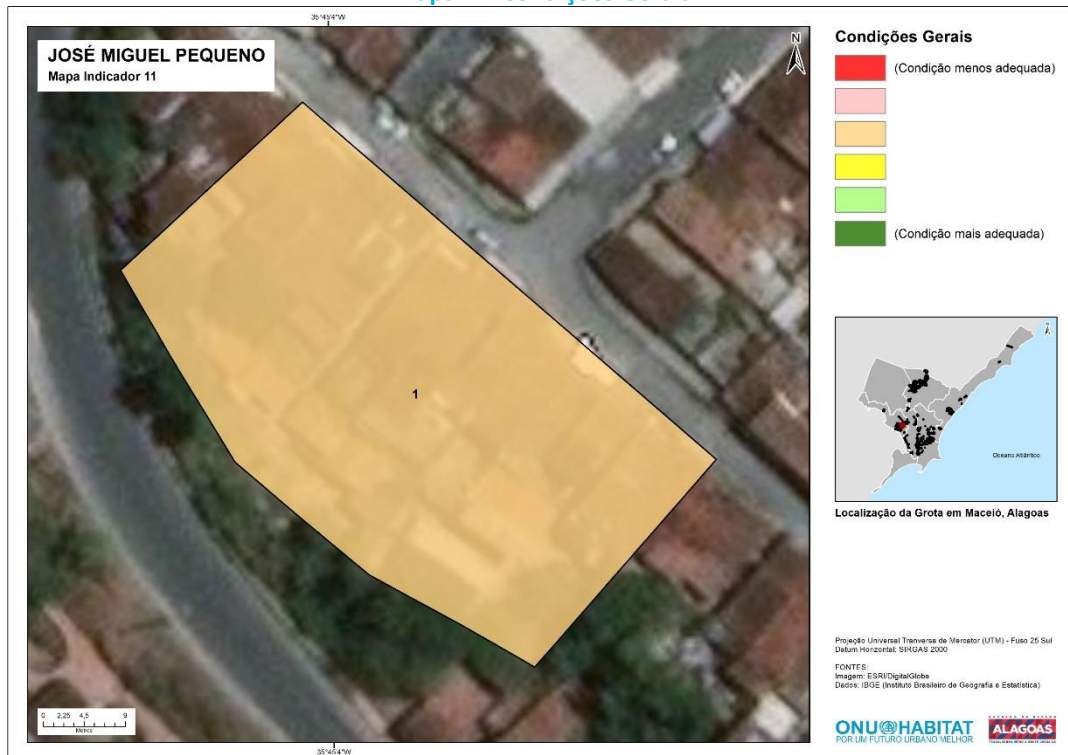 35°45'4"W
JOSÉ MIGUEL PEQUENO
Mapa Indicador 11
N
1
0 2,25 4,5 9
Metros
35°45'4"W
Condições Gerais
(Condição menos adequada)
(Condição mais adequada)
N
Oceano Atlântico
Localização da Grota em Maceió, Alagoas
Projeção Universal Tranversa de Mercator (UTM) - Fuso 25 Sul
Datum Horizontal: SIRGAS 2000
FONTES:
Imagem: ESRI/DigitalGlobe
Dados: IBGE (Instituto Brasileiro de Geografia e Estatística)
ONU HABITAT
POR UM FUTURO URBANO MELHOR
ALAGOAS